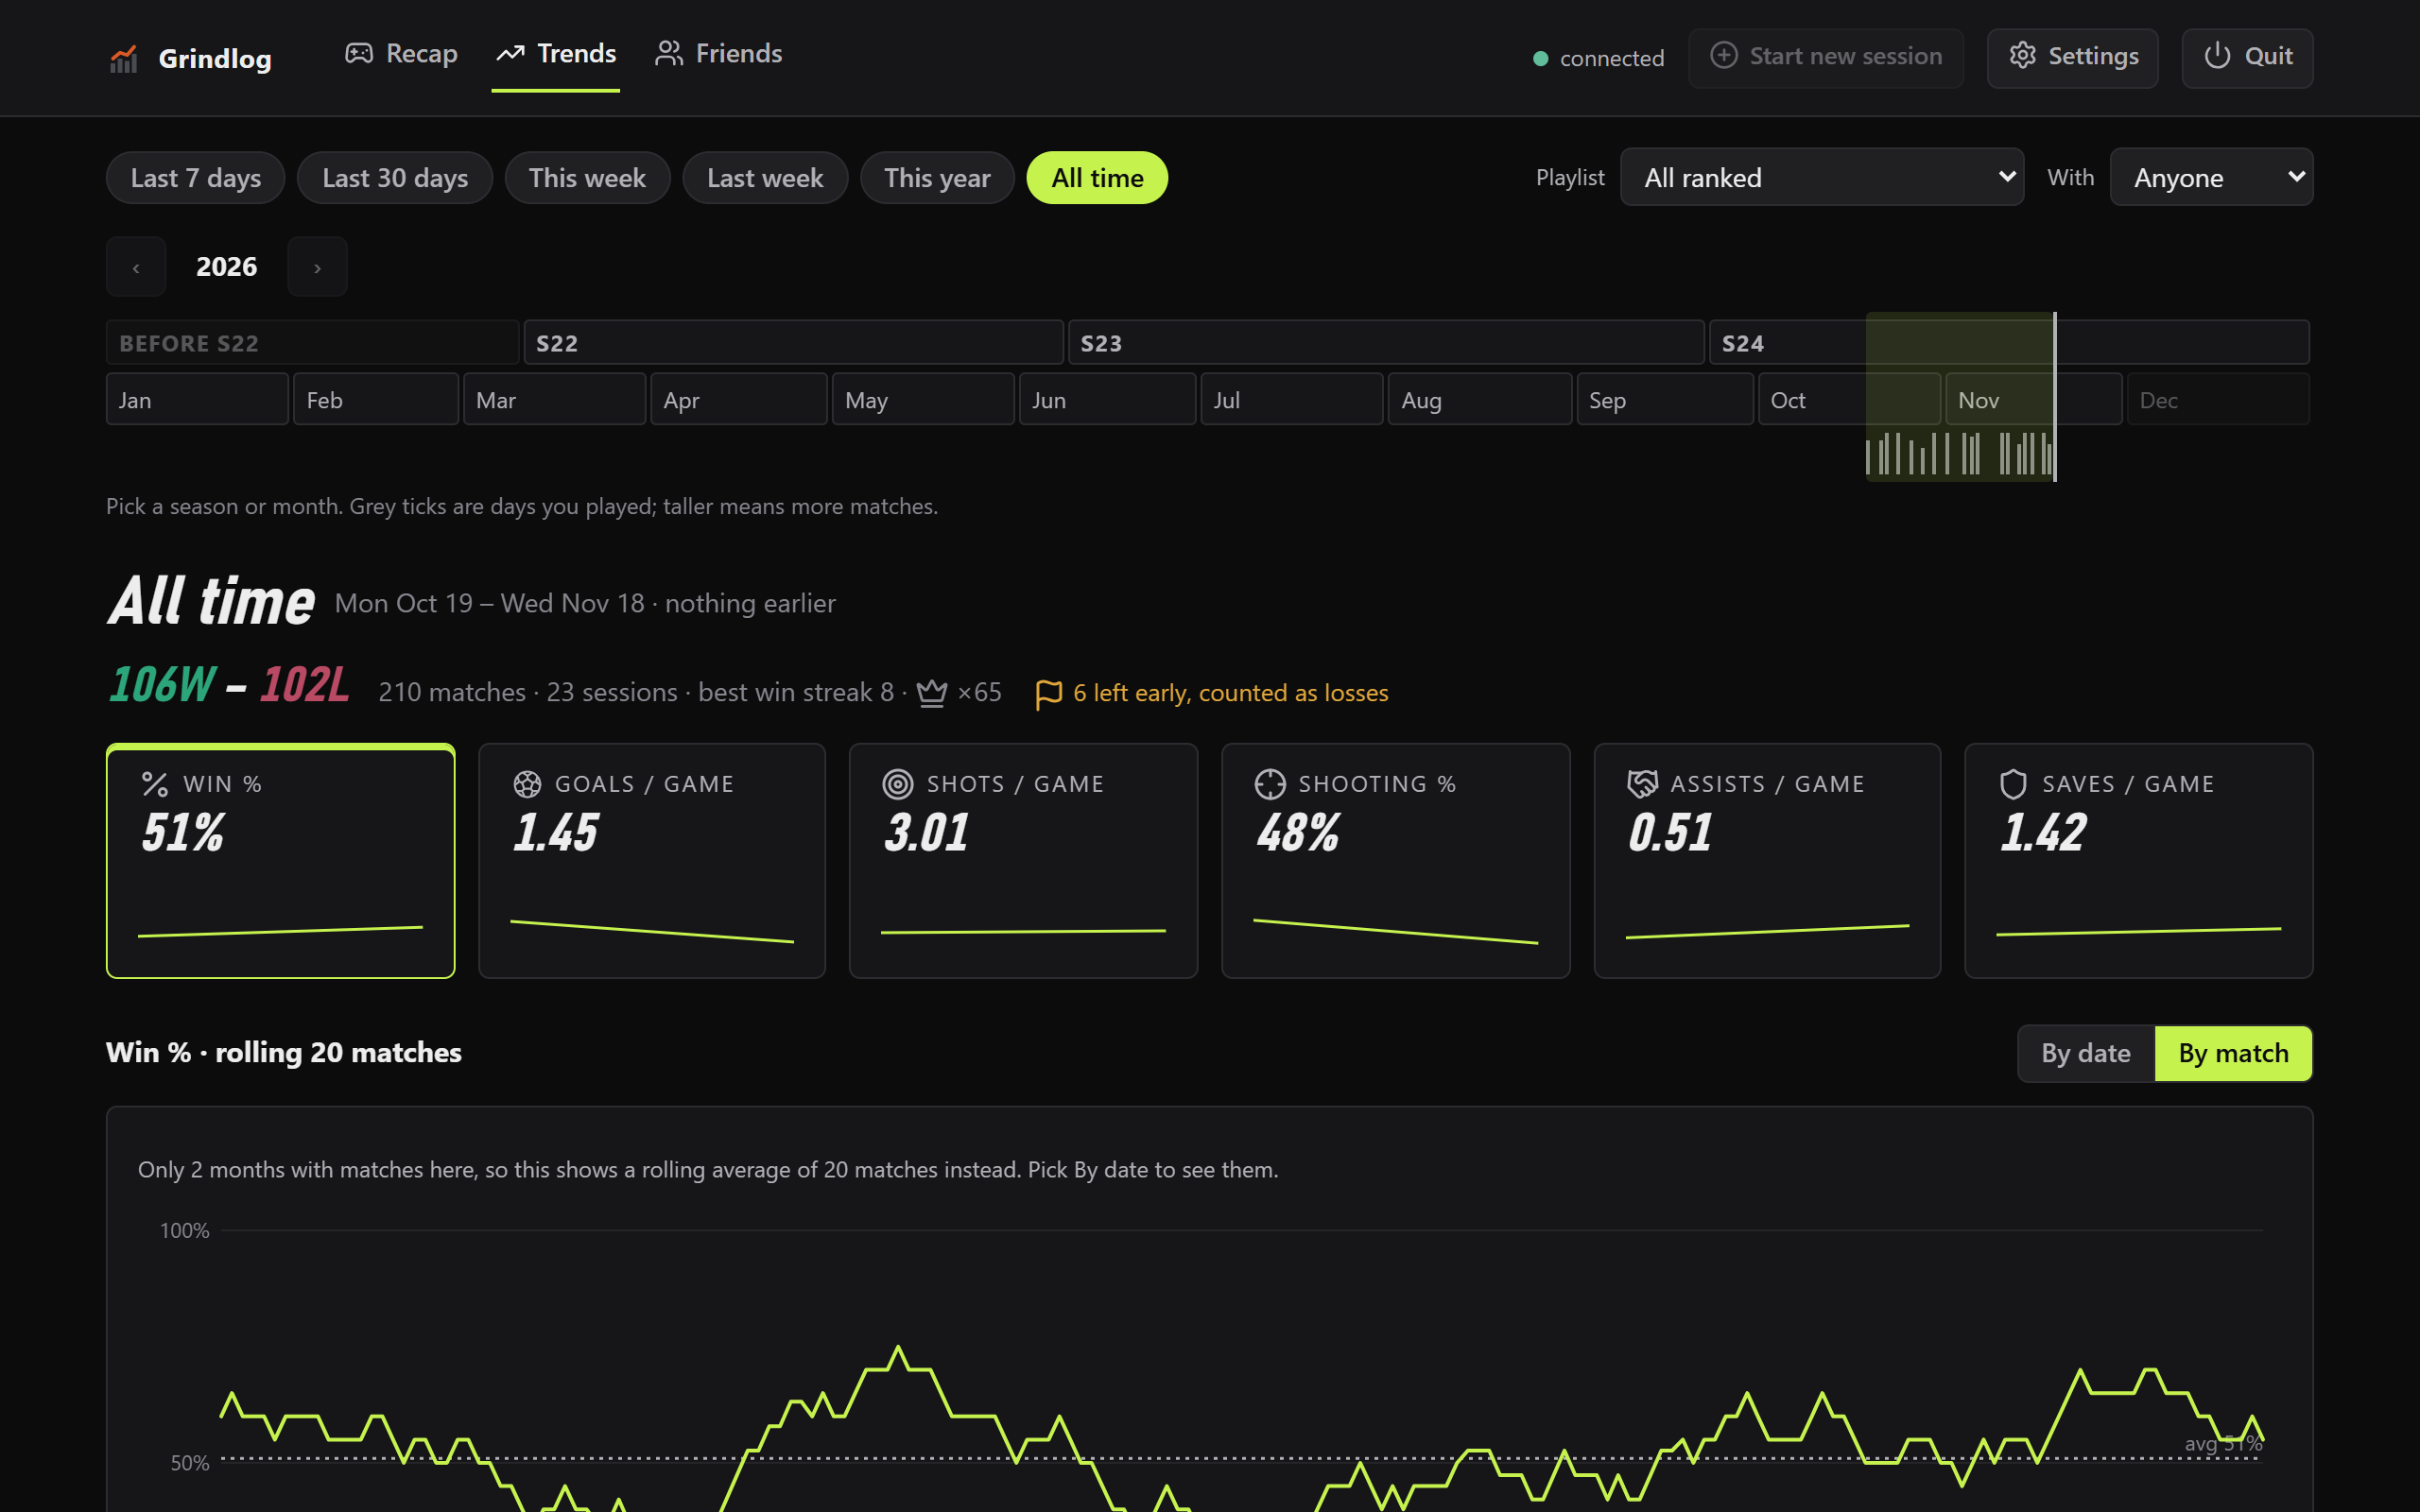 Grindlog Recap Trends Friends connected Start new session Settings Quit
Last 7 days Last 30 days This week Last week This year All time Playlist All ranked With Anyone
‹ 2026 ›
BEFORE S22 S22 S23 S24
Jan Feb Mar Apr May Jun Jul Aug Sep Oct Nov Dec
Pick a season or month. Grey ticks are days you played; taller means more matches.
All time Mon Oct 19 – Wed Nov 18 · nothing earlier
106W – 102L 210 matches · 23 sessions · best win streak 8 · ×65 6 left early, counted as losses
WIN % GOALS / GAME SHOTS / GAME SHOOTING % ASSISTS / GAME SAVES / GAME
51% 1.45 3.01 48% 0.51 1.42
Win % · rolling 20 matches By date By match
Only 2 months with matches here, so this shows a rolling average of 20 matches instead. Pick By date to see them.
100%
avg 51%
50%